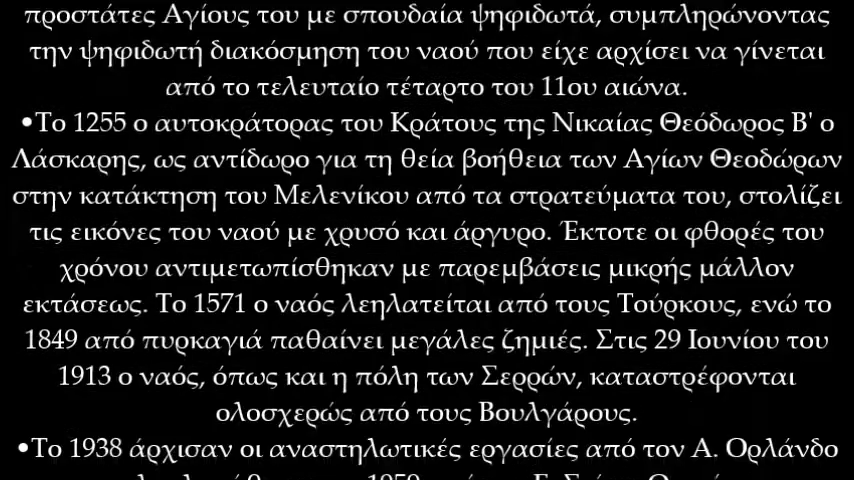 προστάτες Αγίους του με σπουδαία ψηφιδωτά, συμπληρώνοντας
την ψηφιδωτή διακόσμηση του ναού που είχε αρχίσει να γίνεται
από το τελευταίο τέταρτο του 11ου αιώνα.
•Το 1255 ο αυτοκράτορας του Κράτους της Νικαίας Θεόδωρος Β' ο
Λάσκαρης, ως αντίδωρο για τη θεία βοήθεια των Αγίων Θεοδώρων
στην κατάκτηση του Μελενίκου από τα στρατεύματα του, στολίζει
τις εικόνες του ναού με χρυσό και άργυρο. Έκτοτε οι φθορές του
χρόνου αντιμετωπίσθηκαν με παρεμβάσεις μικρής μάλλον
εκτάσεως. Το 1571 ο ναός λεηλατείται από τους Τούρκους, ενώ το
1849 από πυρκαγιά παθαίνει μεγάλες ζημιές. Στις 29 Ιουνίου του
1913 ο ναός, όπως και η πόλη των Σερρών, καταστρέφονται
ολοσχερώς από τους Βουλγάρους.
•Το 1938 άρχισαν οι αναστηλωτικές εργασίες από τον Α. Ορλάνδο